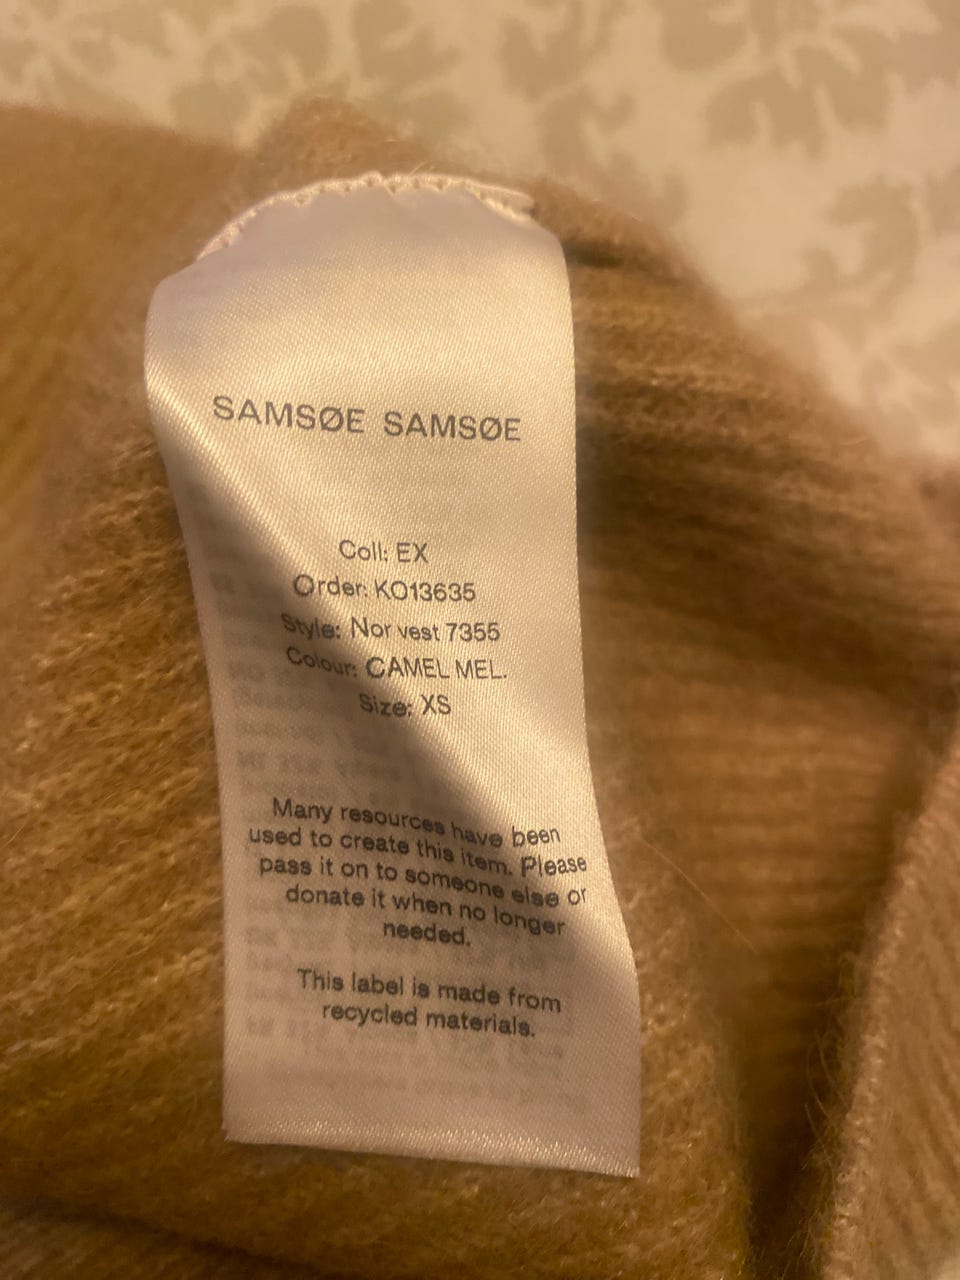 SAMSØE SAMSØE
Coll: EX
Order: KO13635
Style: Nor vest 7355
Colour: CAMEL MEL.
Size: XS
Many resources have been
used to create this item. Please
pass it on to someone else or
donate it when no longer
needed.
This label is made from
recycled materials.